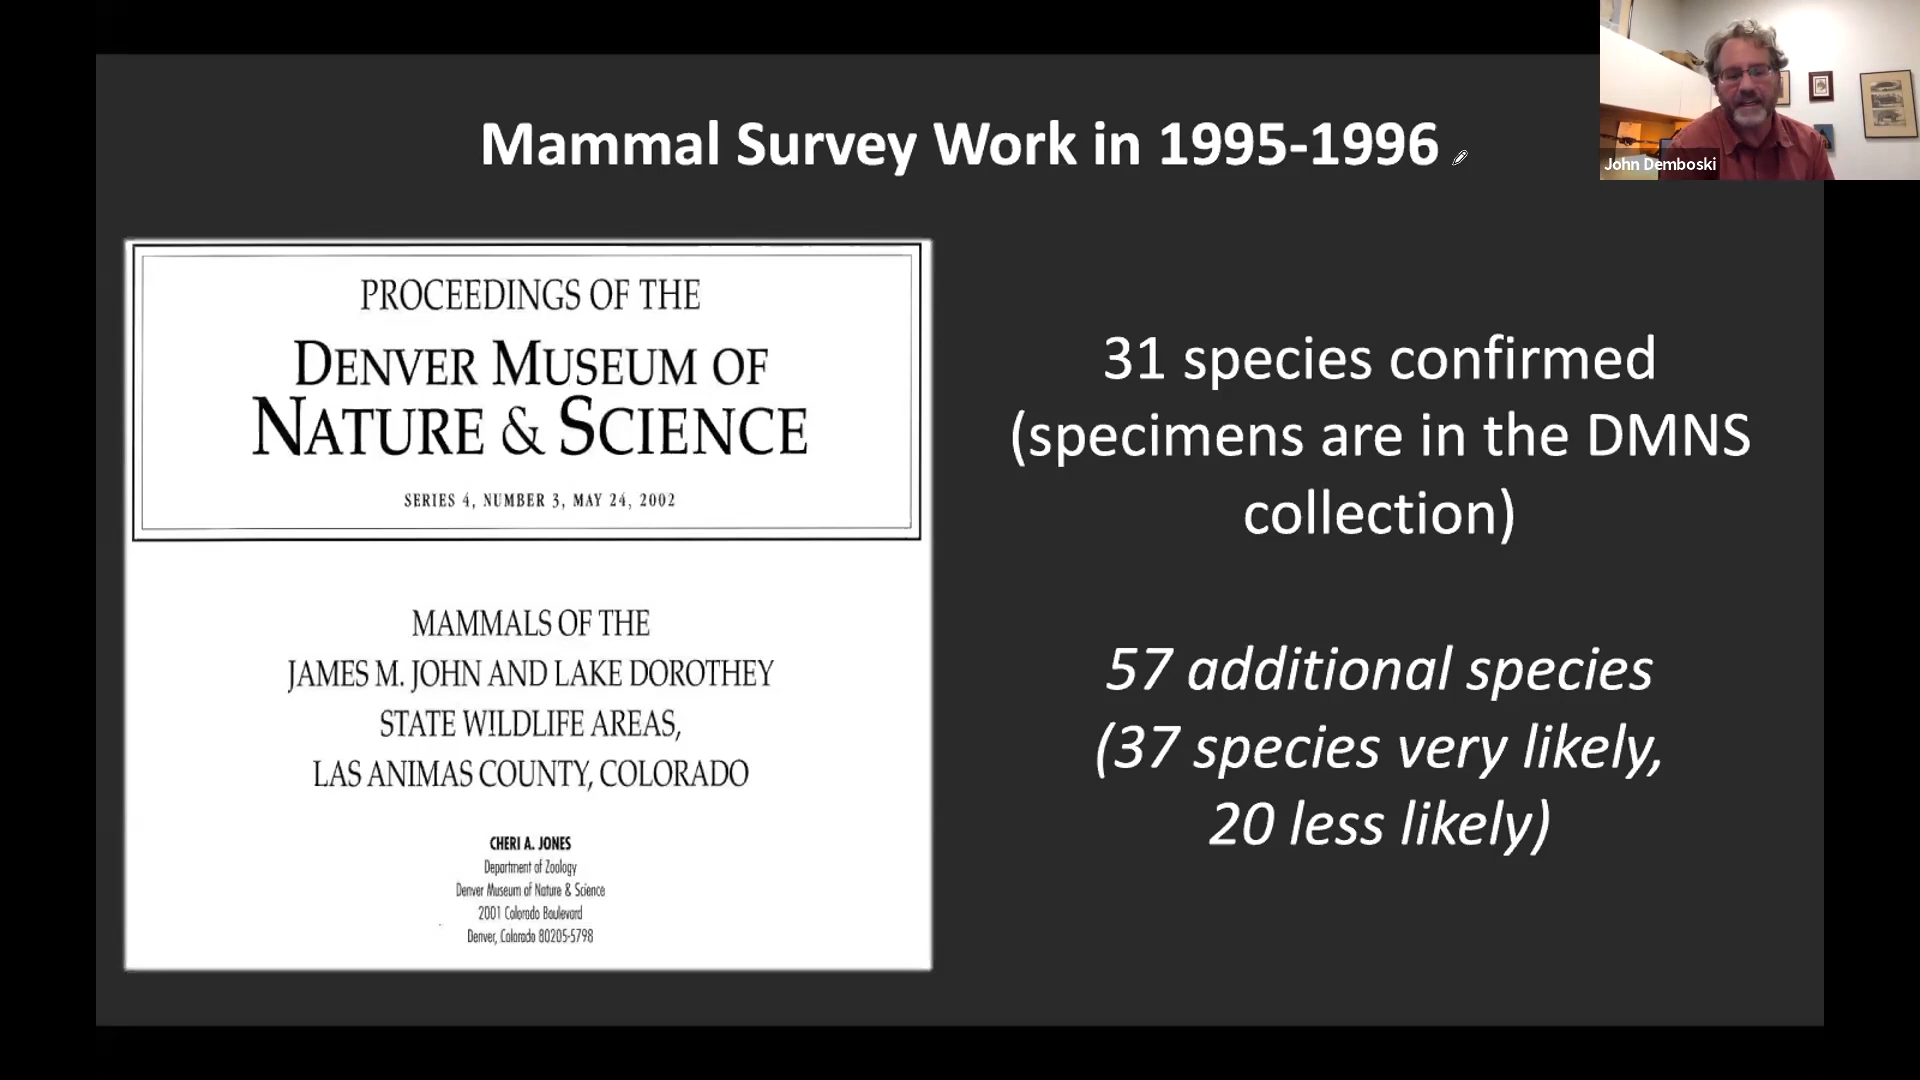 Mammal Survey Work in 1995-1996
John Demboski
PROCEEDINGS OF THE
DENVER MUSEUM OF
NATURE & SCIENCE
SERIES 4, NUMBER 3, MAY 24, 2002
MAMMALS OF THE
JAMES M. JOHN AND LAKE DOROTHEY
STATE WILDLIFE AREAS,
LAS ANIMAS COUNTY, COLORADO
CHERI A. JONES
Department of Zoology
Denver Museum of Nature & Science
2001 Colorado Boulevard
Denver, Colorado 80205-5798
31 species confirmed
(specimens are in the DMNS
collection)
57 additional species
(37 species very likely,
20 less likely)